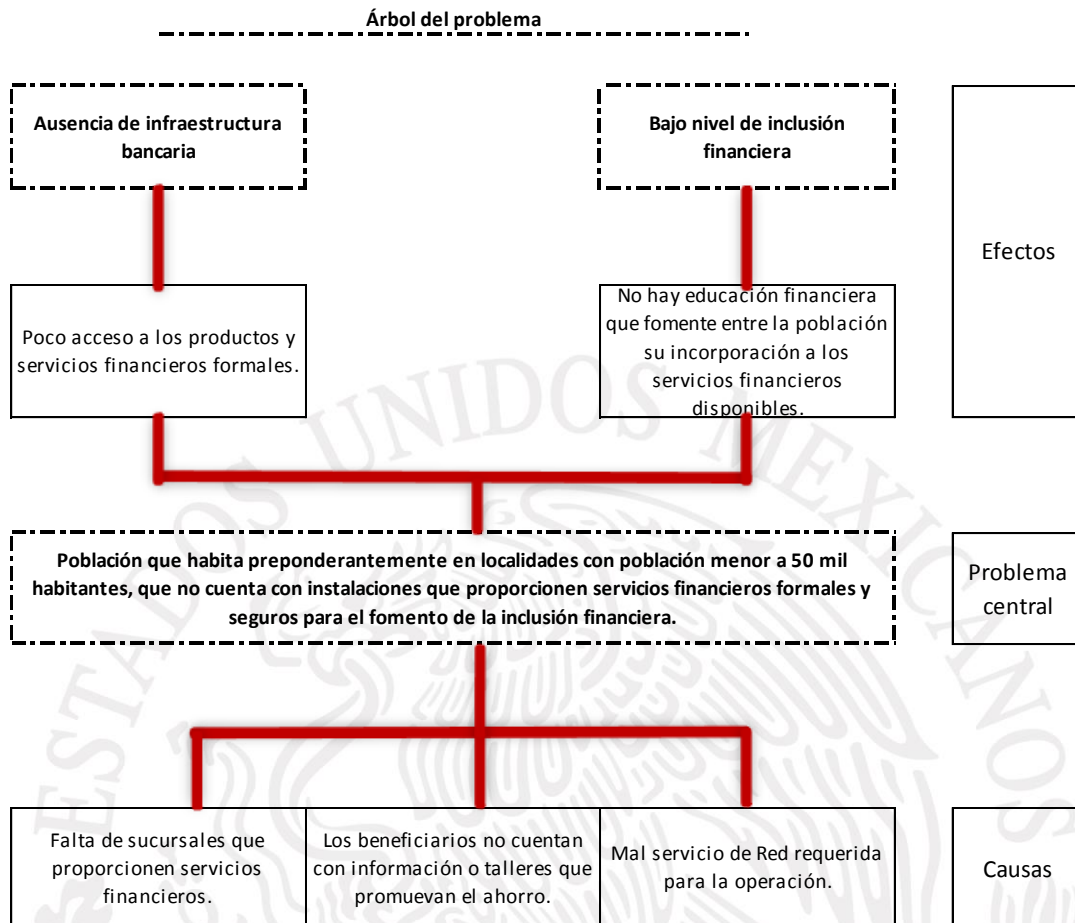 Árbol del problema
Ausencia de infraestructura
bancaria
Bajo nivel de inclusión
financiera
Efectos
Poco acceso a los productos y
servicios financieros formales.
No hay educación financiera
que fomente entre la población
su incorporación a los
servicios financieros
disponibles.
Población que habita preponderantemente en localidades con población menor a 50 mil
habitantes, que no cuenta con instalaciones que proporcionen servicios financieros formales y
seguros para el fomento de la inclusión financiera.
Problema
central
Falta de sucursales que
proporcionen servicios
financieros.
Los beneficiarios no cuentan
con información o talleres que
promuevan el ahorro.
Mal servicio de Red requerida
para la operación.
Causas
ESTADOS UNIDOS MEXICANOS